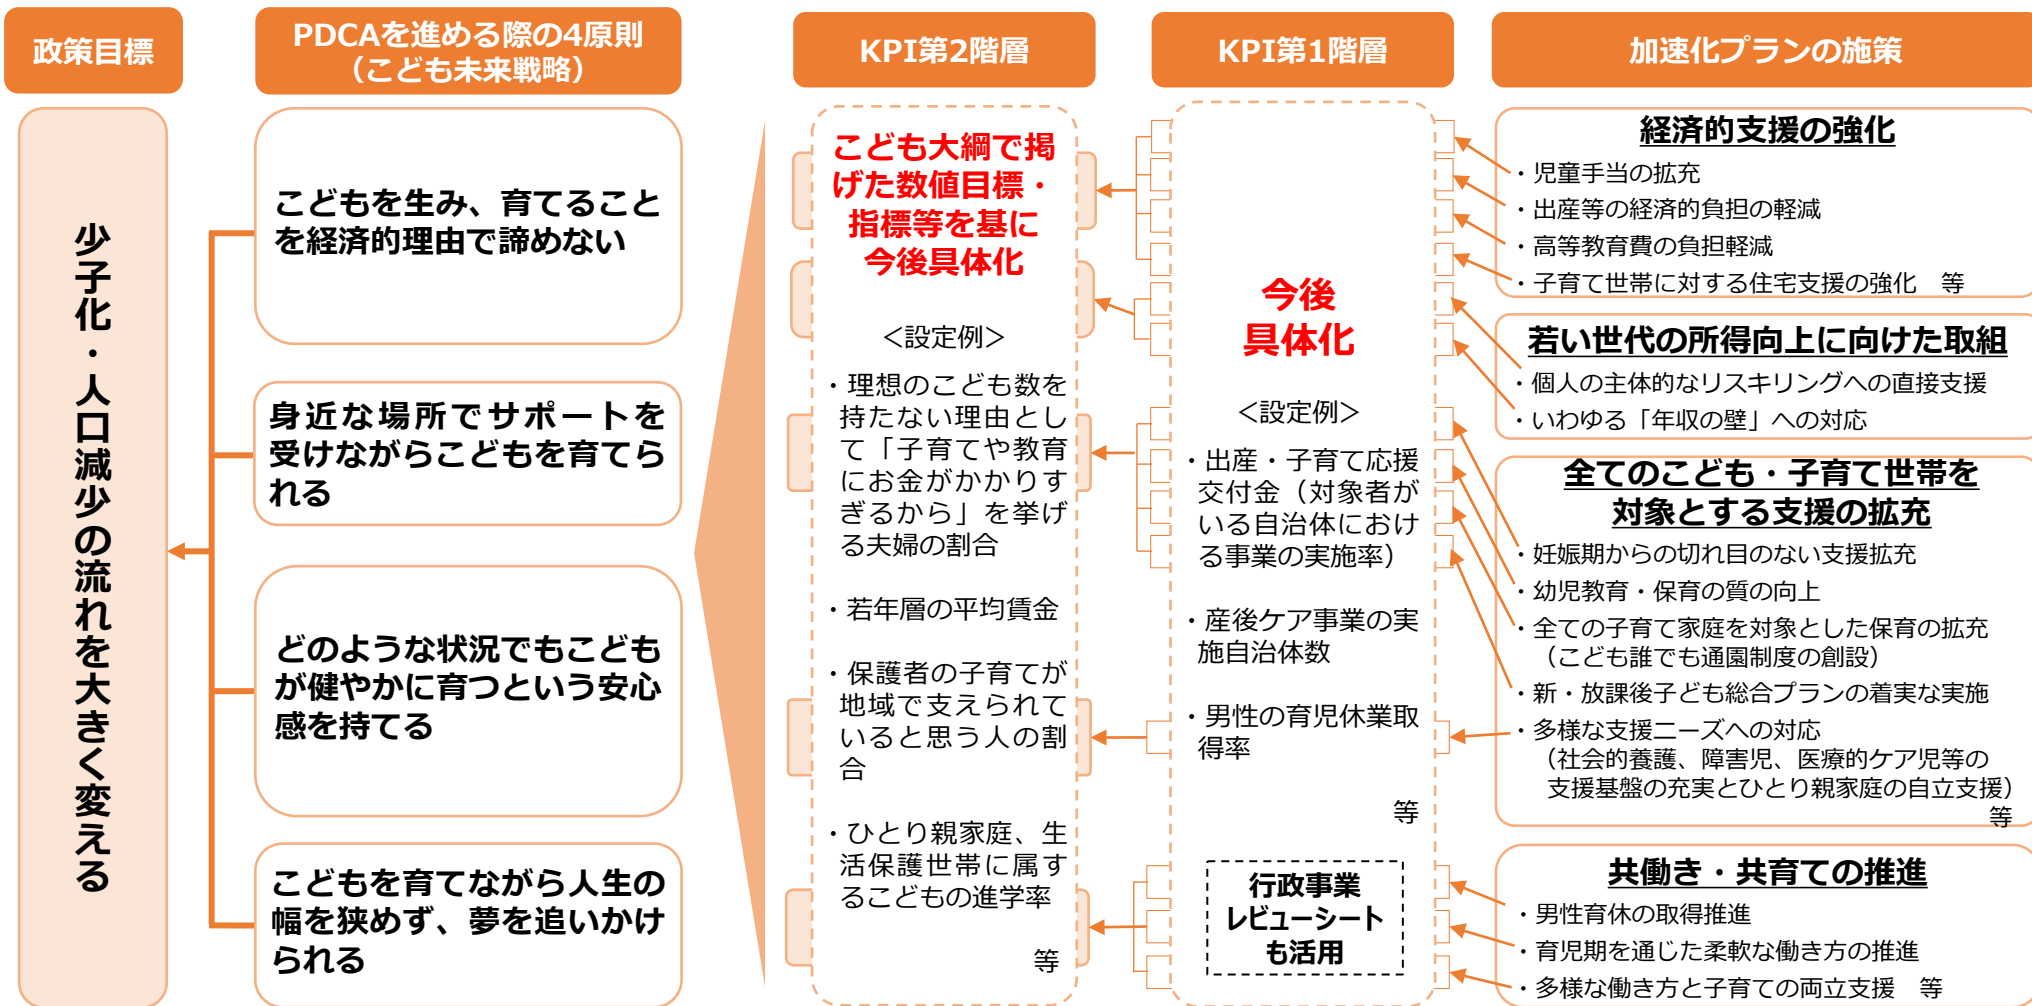 政策目標
少子化・人口減少の流れを大きく変える
PDCAを進める際の4原則
（こども未来戦略）
こどもを生み、育てること
を経済的理由で諦めない
身近な場所でサポートを
受けながらこどもを育てら
れる
どのような状況でもこども
が健やかに育つという安心
感を持てる
こどもを育てながら人生の
幅を狭めず、夢を追いかけ
られる
KPI第2階層
こども大綱で掲
げた数値目標・
指標等を基に
今後具体化
＜設定例＞
・理想のこども数を
持たない理由とし
て「子育てや教育
にお金がかかりす
ぎるから」を挙げ
る夫婦の割合
・若年層の平均賃金
・保護者の子育てが
地域で支えられて
いると思う人の割
合
・ひとり親家庭、生
活保護世帯に属す
るこどもの進学率
等
KPI第1階層
今後
具体化
＜設定例＞
・出産・子育て応援
交付金（対象者が
いる自治体におけ
る事業の実施率）
・産後ケア事業の実
施自治体数
・男性の育児休業取
得率
等
行政事業
レビューシート
も活用
加速化プランの施策
経済的支援の強化
・児童手当の拡充
・出産等の経済的負担の軽減
・高等教育費の負担軽減
・子育て世帯に対する住宅支援の強化　等
若い世代の所得向上に向けた取組
・個人の主体的なリスキリングへの直接支援
・いわゆる「年収の壁」への対応
全てのこども・子育て世帯を
対象とする支援の拡充
・妊娠期からの切れ目のない支援拡充
・幼児教育・保育の質の向上
・全ての子育て家庭を対象とした保育の拡充
（こども誰でも通園制度の創設）
・新・放課後子ども総合プランの着実な実施
・多様な支援ニーズへの対応
（社会的養護、障害児、医療的ケア児等の
支援基盤の充実とひとり親家庭の自立支援）
等
共働き・共育ての推進
・男性育休の取得推進
・育児期を通じた柔軟な働き方の推進
・多様な働き方と子育ての両立支援　等